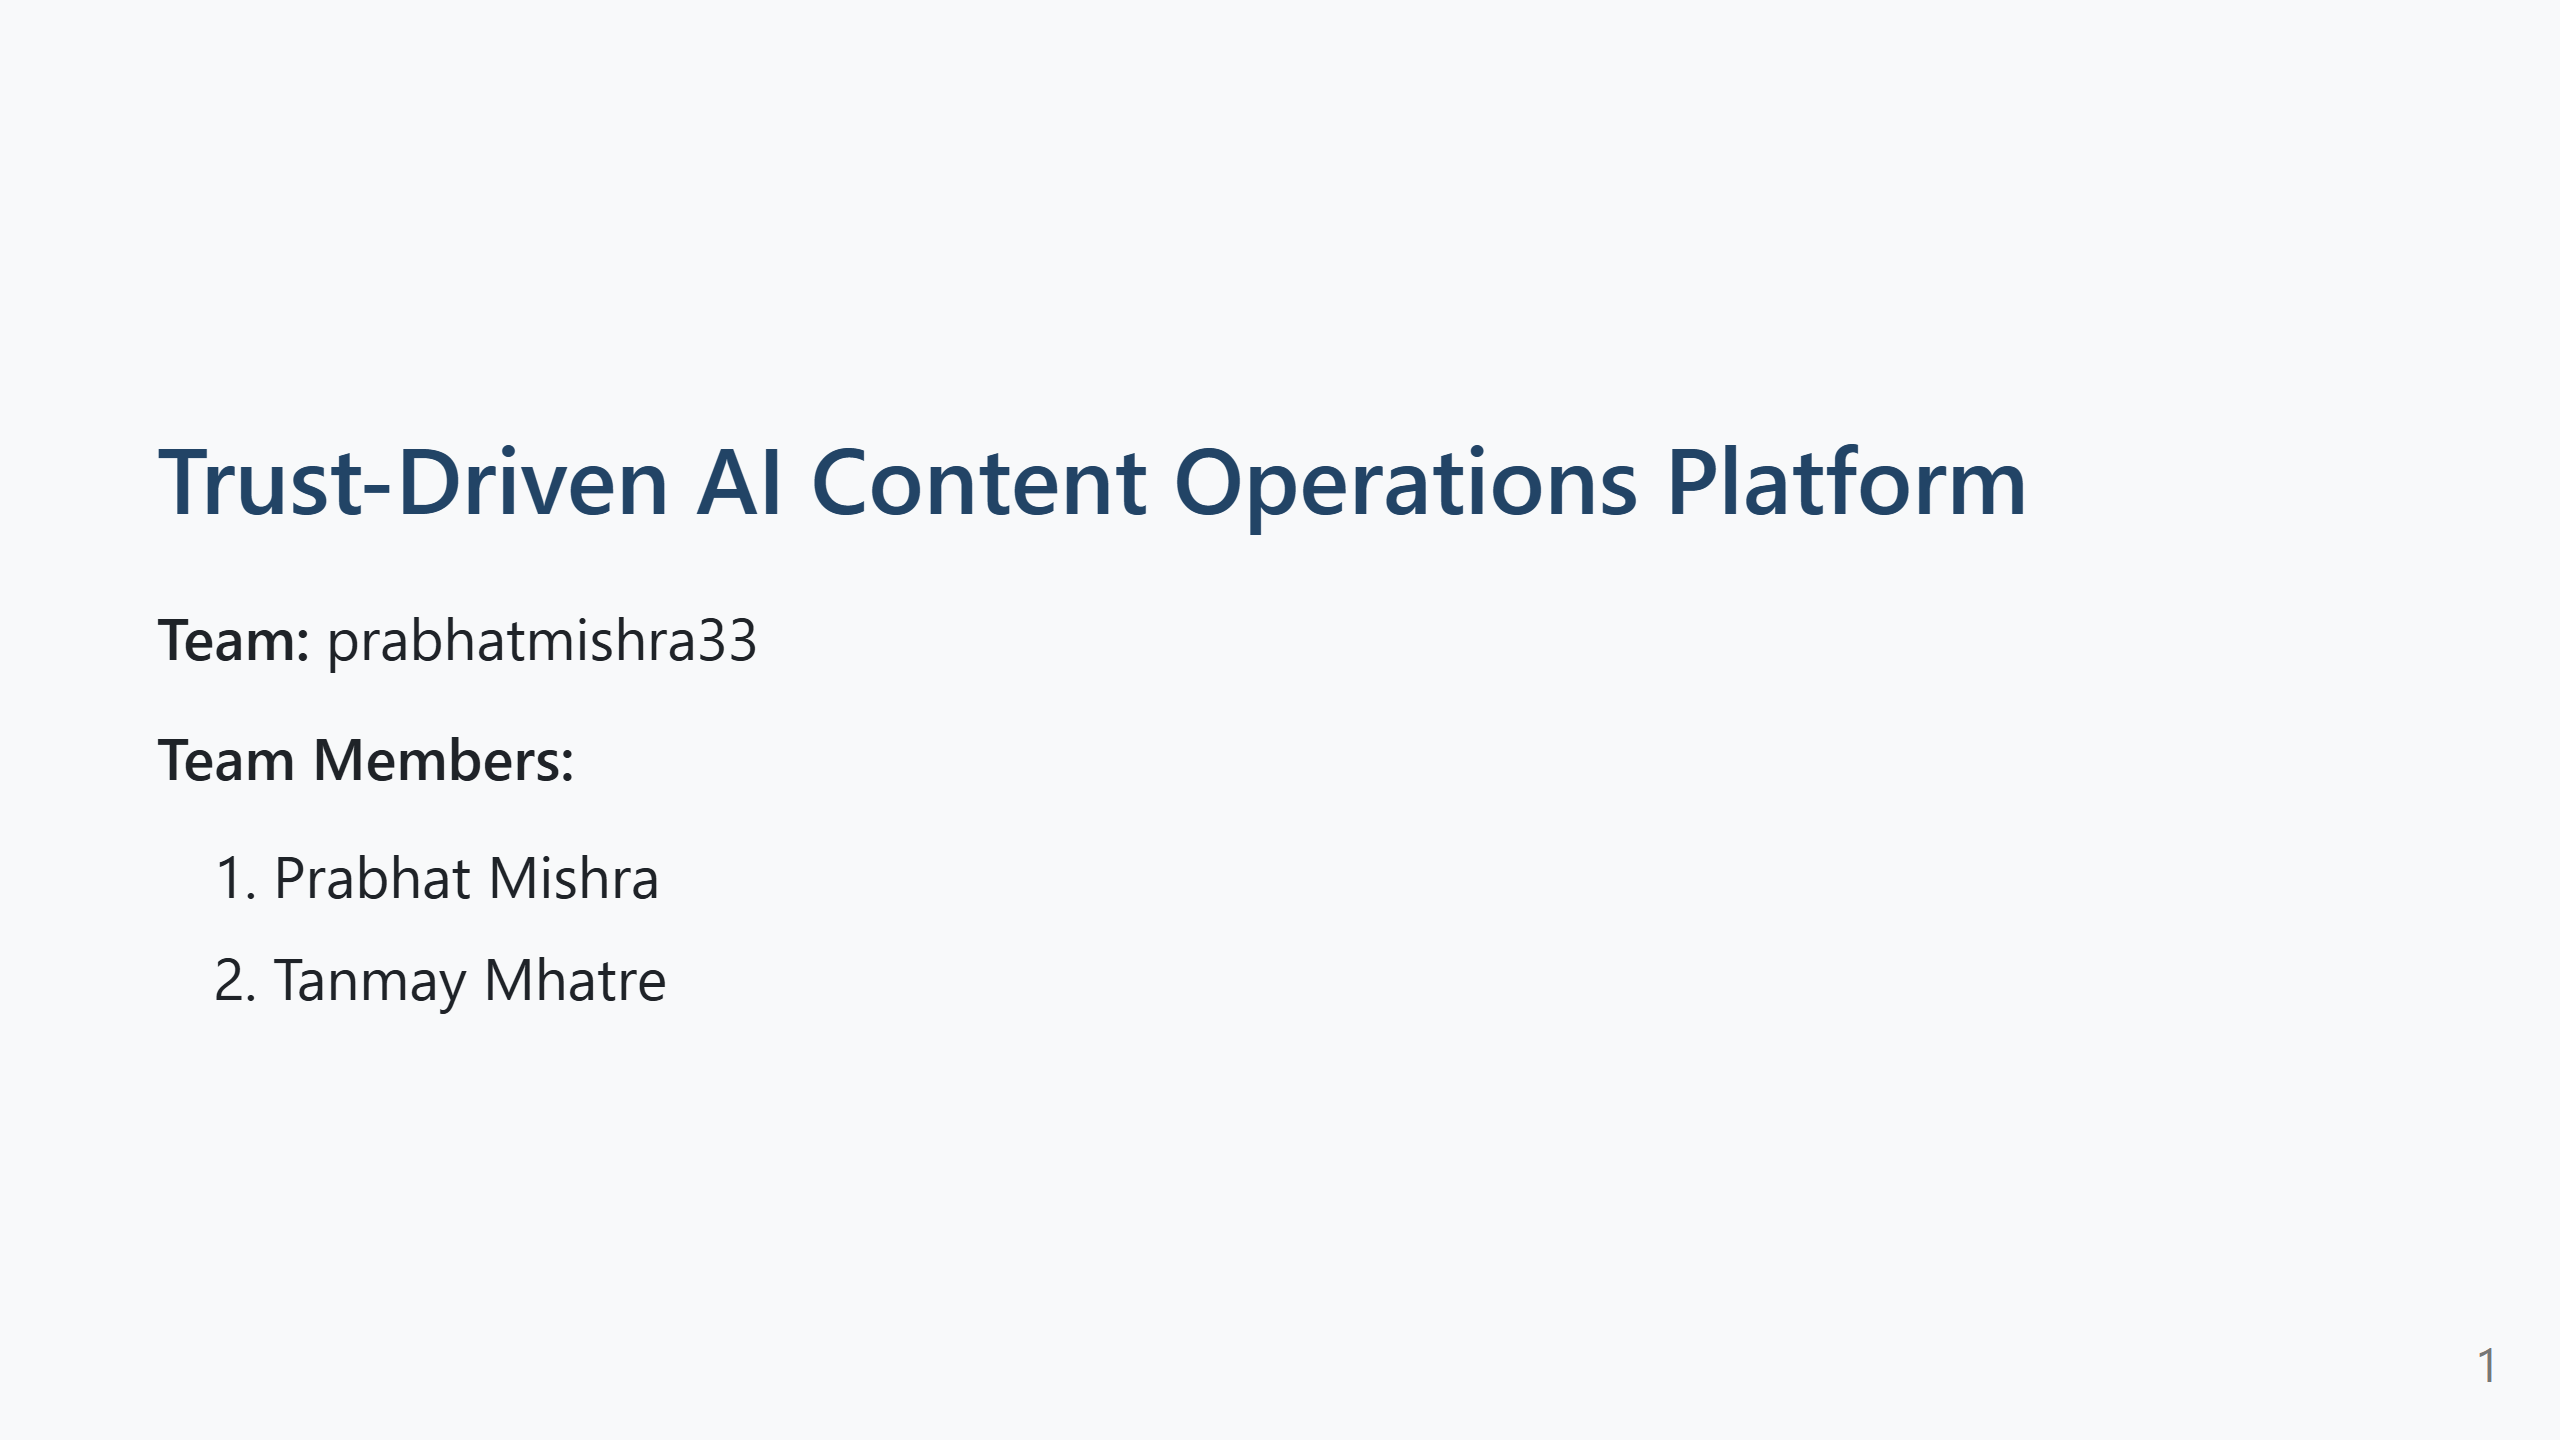 Trust-Driven AI Content Operations Platform
Team: prabhatmishra33
Team Members:
1. Prabhat Mishra
2. Tanmay Mhatre
1